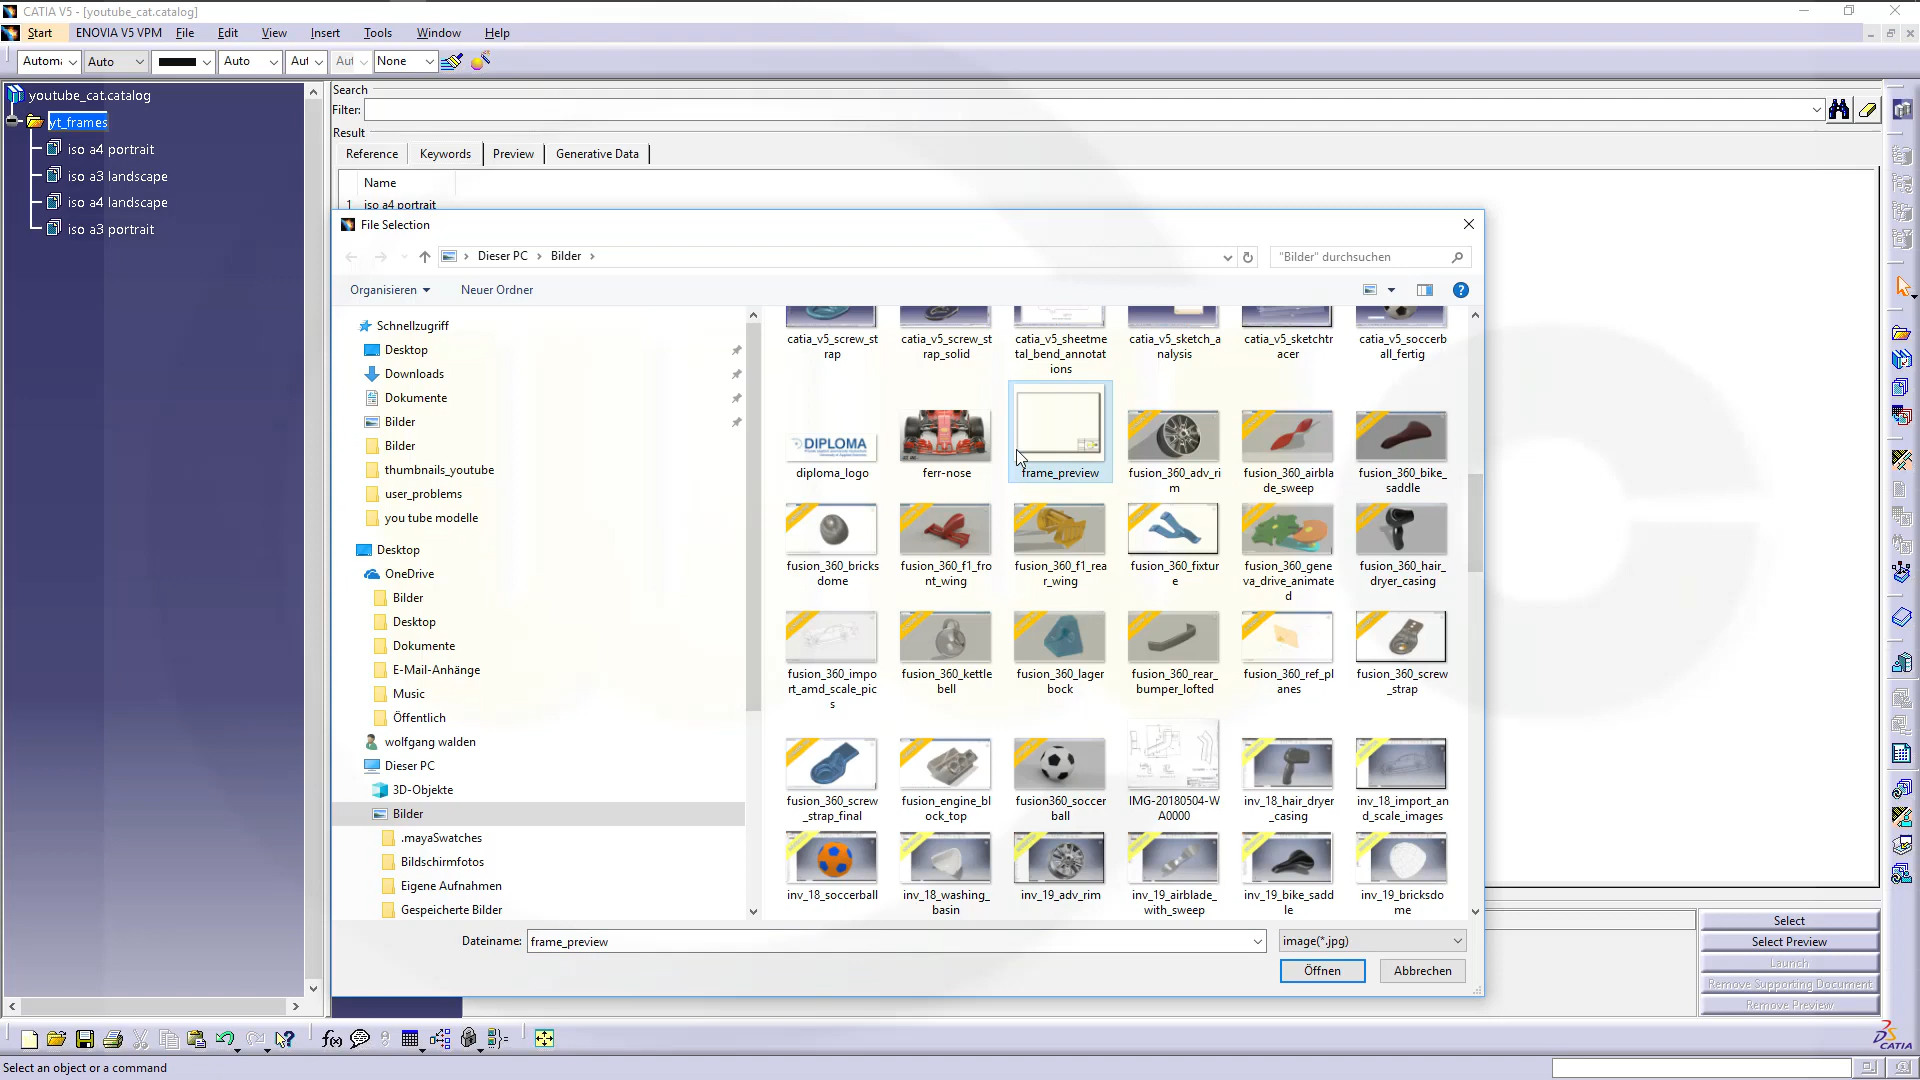 CATIA V5 - [youtube_cat.catalog]
Start ENOVIA V5 VPM File Edit View Insert Tools Window Help
Automa Auto Auto Aut Aut None
youtube_cat.catalog
yt_frames
iso a4 portrait
iso a3 landscape
iso a4 landscape
iso a3 portrait
Search
Filter:
Result
Reference Keywords Preview Generative Data
Name
1 iso a4 portrait
File Selection
Dieser PC Bilder
"Bilder" durchsuchen
Organisieren Neuer Ordner
Schnellzugriff
Desktop
Downloads
Dokumente
Bilder
Bilder
thumbnails_youtube
user_problems
you tube modelle
Desktop
OneDrive
Bilder
Desktop
Dokumente
E-Mail-Anhänge
Music
Öffentlich
wolfgang walden
Dieser PC
3D-Objekte
Bilder
.mayaSwatches
Bildschirmfotos
Eigene Aufnahmen
Gespeicherte Bilder
catia_v5_screw_st catia_v5_screw_st catia_v5_sheetme catia_v5_sketch_a catia_v5_sketchtr catia_v5_soccerb
rap rap_solid tal_bend_annotat nalysis acer all_fertig
ions
DIPLOMA
diploma_logo ferr-nose frame_preview fusion_360_adv_ri fusion_360_airbla fusion_360_bike_
m de_sweep saddle
fusion_360_bricks fusion_360_f1_fro fusion_360_f1_rea fusion_360_fixtur fusion_360_gene fusion_360_hair_
dome nt_wing r_wing e va_drive_animate dryer_casing
d
fusion_360_impo fusion_360_kettle fusion_360_lager fusion_360_rear_ fusion_360_ref_pl fusion_360_screw
rt_amd_scale_pic bell bock bumper_lofted anes _strap
s
fusion_360_screw fusion_engine_bl fusion360_soccer IMG-20180504-W inv_18_hair_dryer inv_18_import_an
_strap_final ock_top ball A0000 _casing d_scale_images
inv_18_soccerball inv_18_washing_ inv_19_adv_rim inv_19_airblade_ inv_19_bike_sadd inv_19_bricksdo
basin with_sweep le me
Dateiname: frame_preview image(*.jpg)
Öffnen Abbrechen
Select
Select Preview
Launch
Remove Supporting Document
Remove Preview
f(x)
CATIA
Select an object or a command